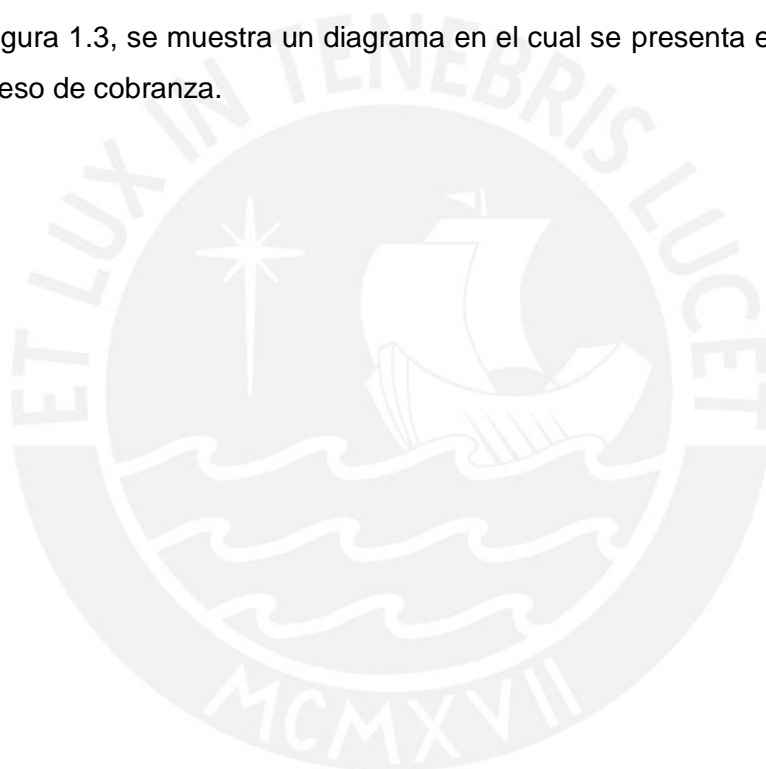 gura 1.3, se muestra un diagrama en el cual se presenta e
eso de cobranza.
ET LUX IN TENEBRIS LUCET
MCMXVII